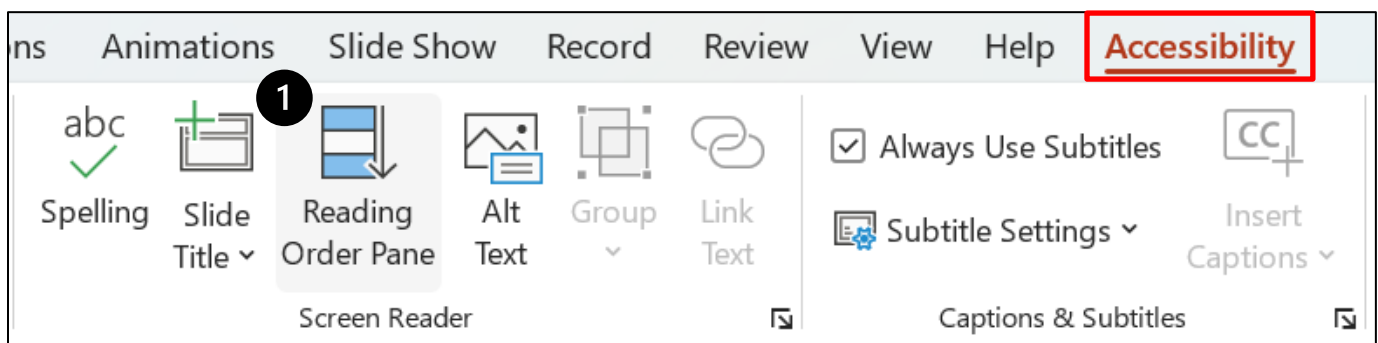 ns Animations Slide Show Record Review View Help Accessibility
1
abc
Spelling
Slide
Title
Reading
Order Pane
Alt
Text
Group
Link
Text
Screen Reader
Always Use Subtitles
Subtitle Settings
CC
Insert
Captions
Captions & Subtitles